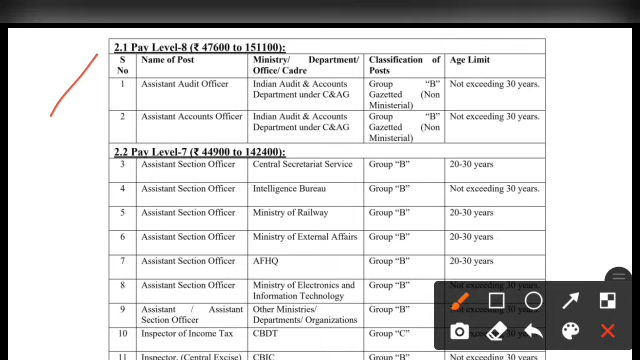 2.1 Pay Level-8 (₹ 47600 to 151100):
S No | Name of Post | Ministry/ Department/ Office/ Cadre | Classification of Posts | Age Limit
1 | Assistant Audit Officer | Indian Audit & Accounts Department under C&AG | Group "B" Gazetted (Non Ministerial) | Not exceeding 30 years.
2 | Assistant Accounts Officer | Indian Audit & Accounts Department under C&AG | Group "B" Gazetted (Non Ministerial) | Not exceeding 30 years.
2.2 Pay Level-7 (₹ 44900 to 142400):
3 | Assistant Section Officer | Central Secretariat Service | Group "B" | 20-30 years
4 | Assistant Section Officer | Intelligence Bureau | Group "B" | Not exceeding 30 years.
5 | Assistant Section Officer | Ministry of Railway | Group "B" | 20-30 years
6 | Assistant Section Officer | Ministry of External Affairs | Group "B" | 20-30 years
7 | Assistant Section Officer | AFHQ | Group "B" | 20-30 years
8 | Assistant Section Officer | Ministry of Electronics and Information Technology | Group "B" | Not exceeding 30 years.
9 | Assistant / Assistant Section Officer | Other Ministries/ Departments/ Organizations | Group "B"
10 | Inspector of Income Tax | CBDT | Group "C"
11 | Inspector, (Central Excise) | CBIC